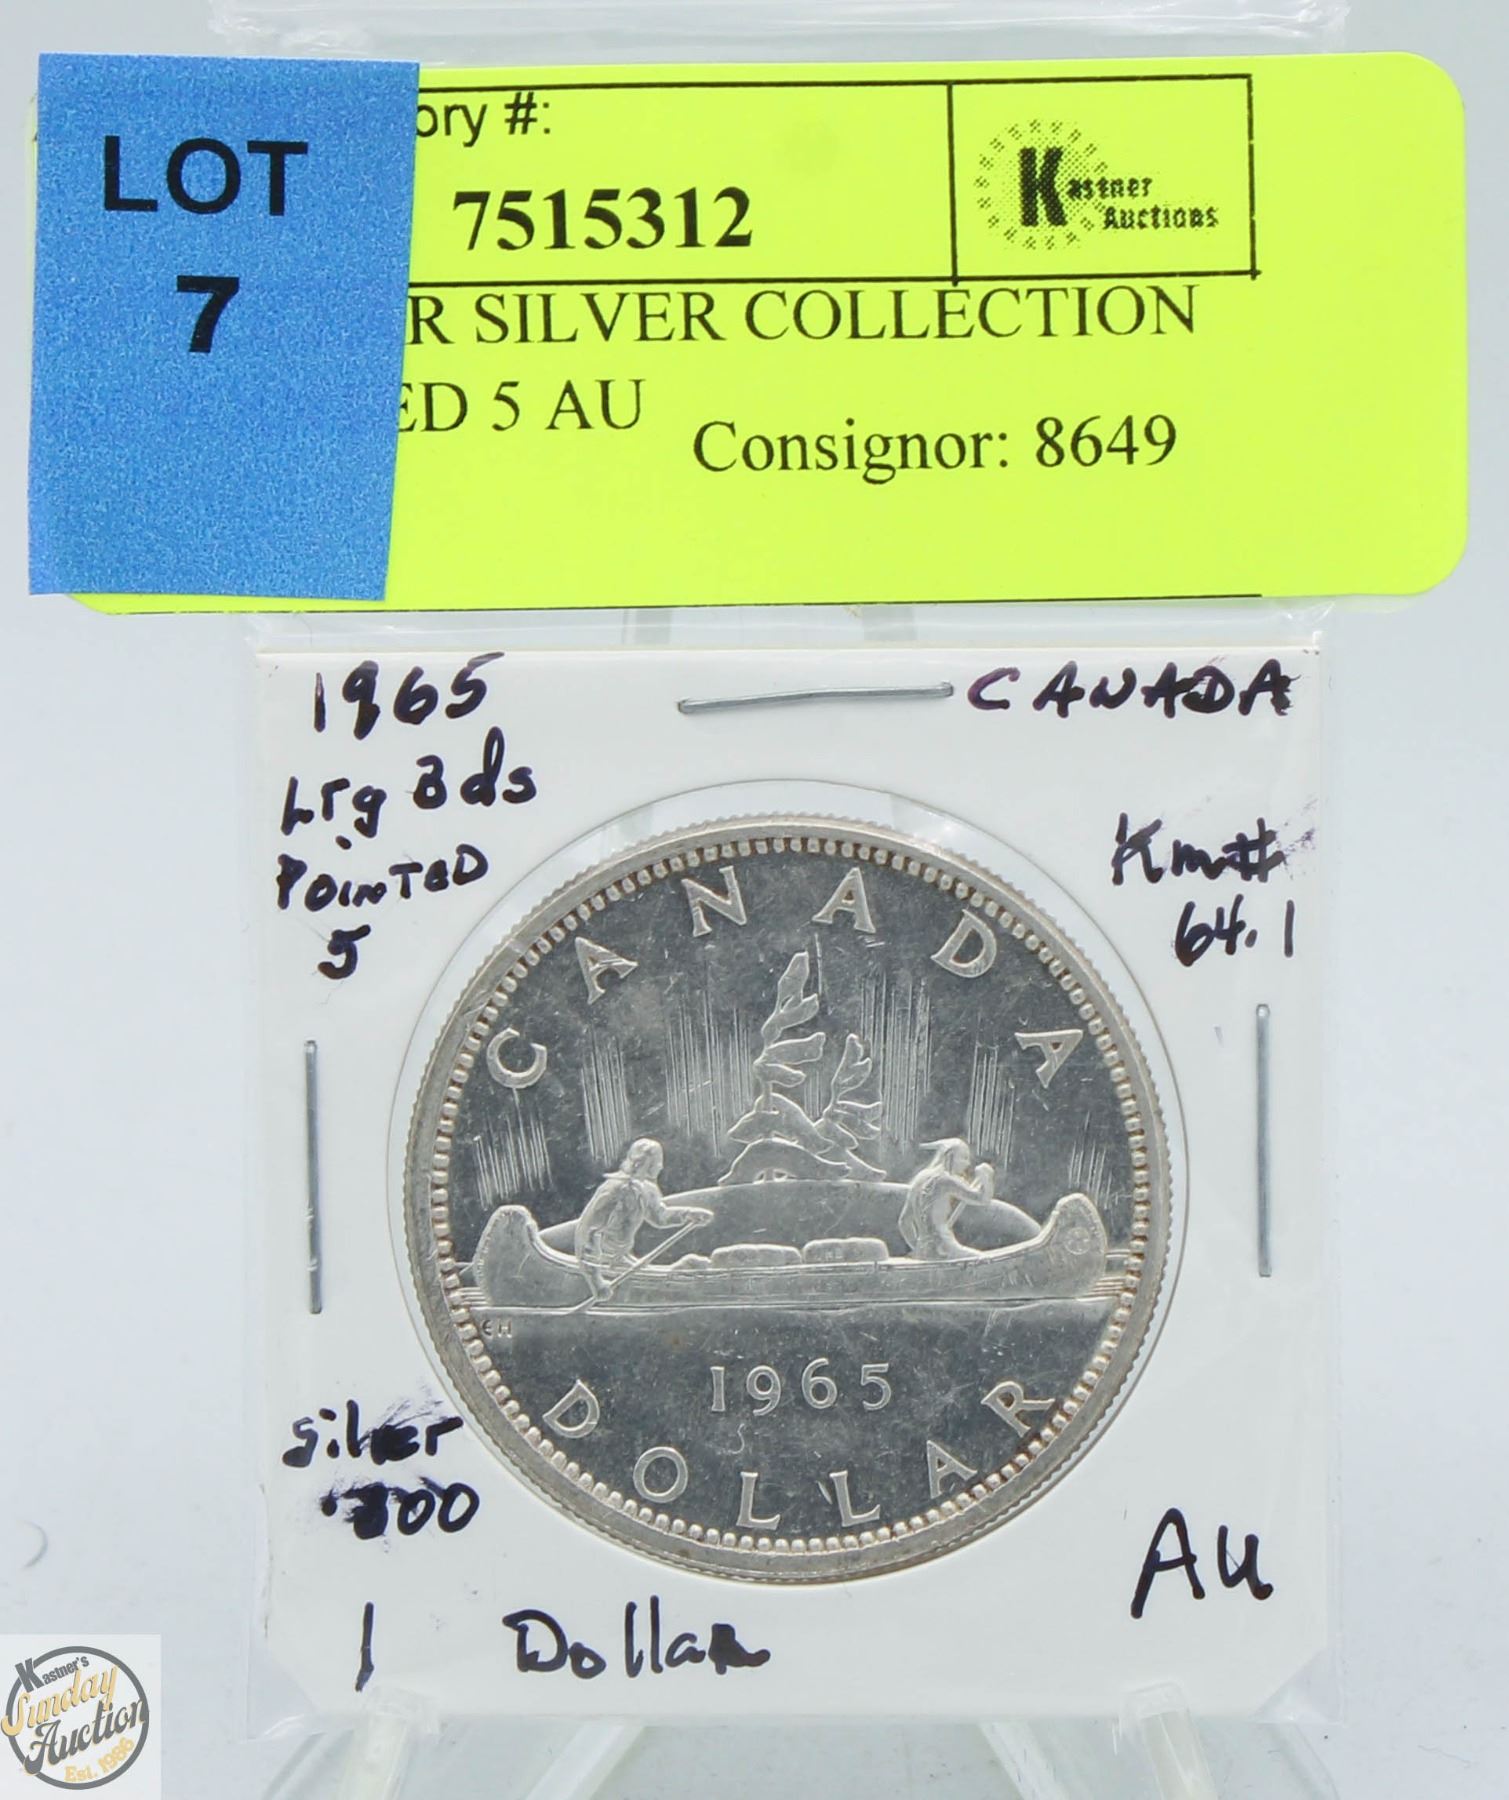 LOT
7
ory #:
7515312
Kastner
Auctions
R SILVER COLLECTION
ED 5 AU
Consignor: 8649
1965
Lrg Bds
Pointed
5
CANADA
Km#
64.1
CANADA
EH
1965
DOLLAR
Silver
1 Dollar
AU
Kastner's
Sunday
Auction
Est. 1986